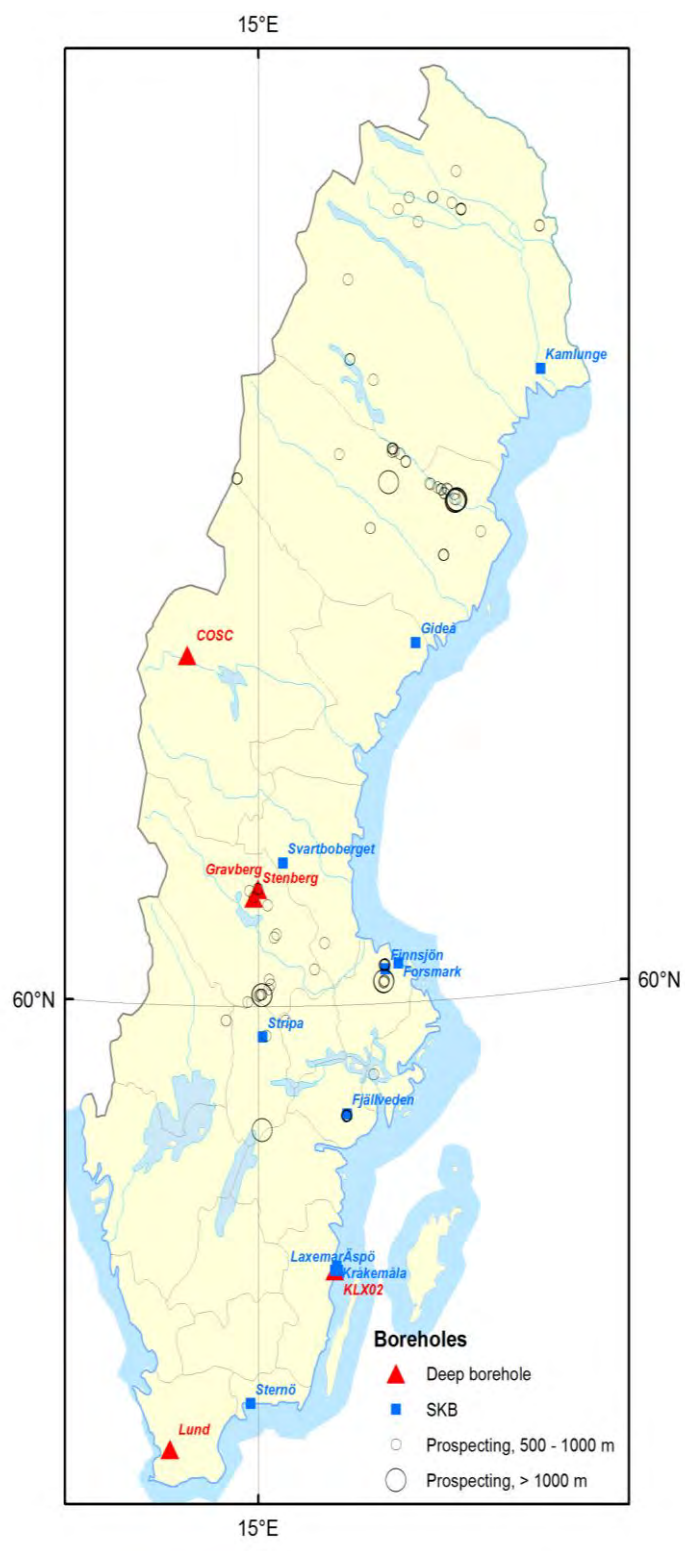 15°E
Kamlunge
Gideå
COSC
Svartboberget
Gravberg
Stenberg
Finnsjön
Forsmark
60°N
60°N
Stripa
Fjällveden
LaxemarÄspö
Kråkemåla
KLX02
Boreholes
Deep borehole
SKB
Prospecting, 500 - 1000 m
Prospecting, > 1000 m
Sternö
Lund
15°E